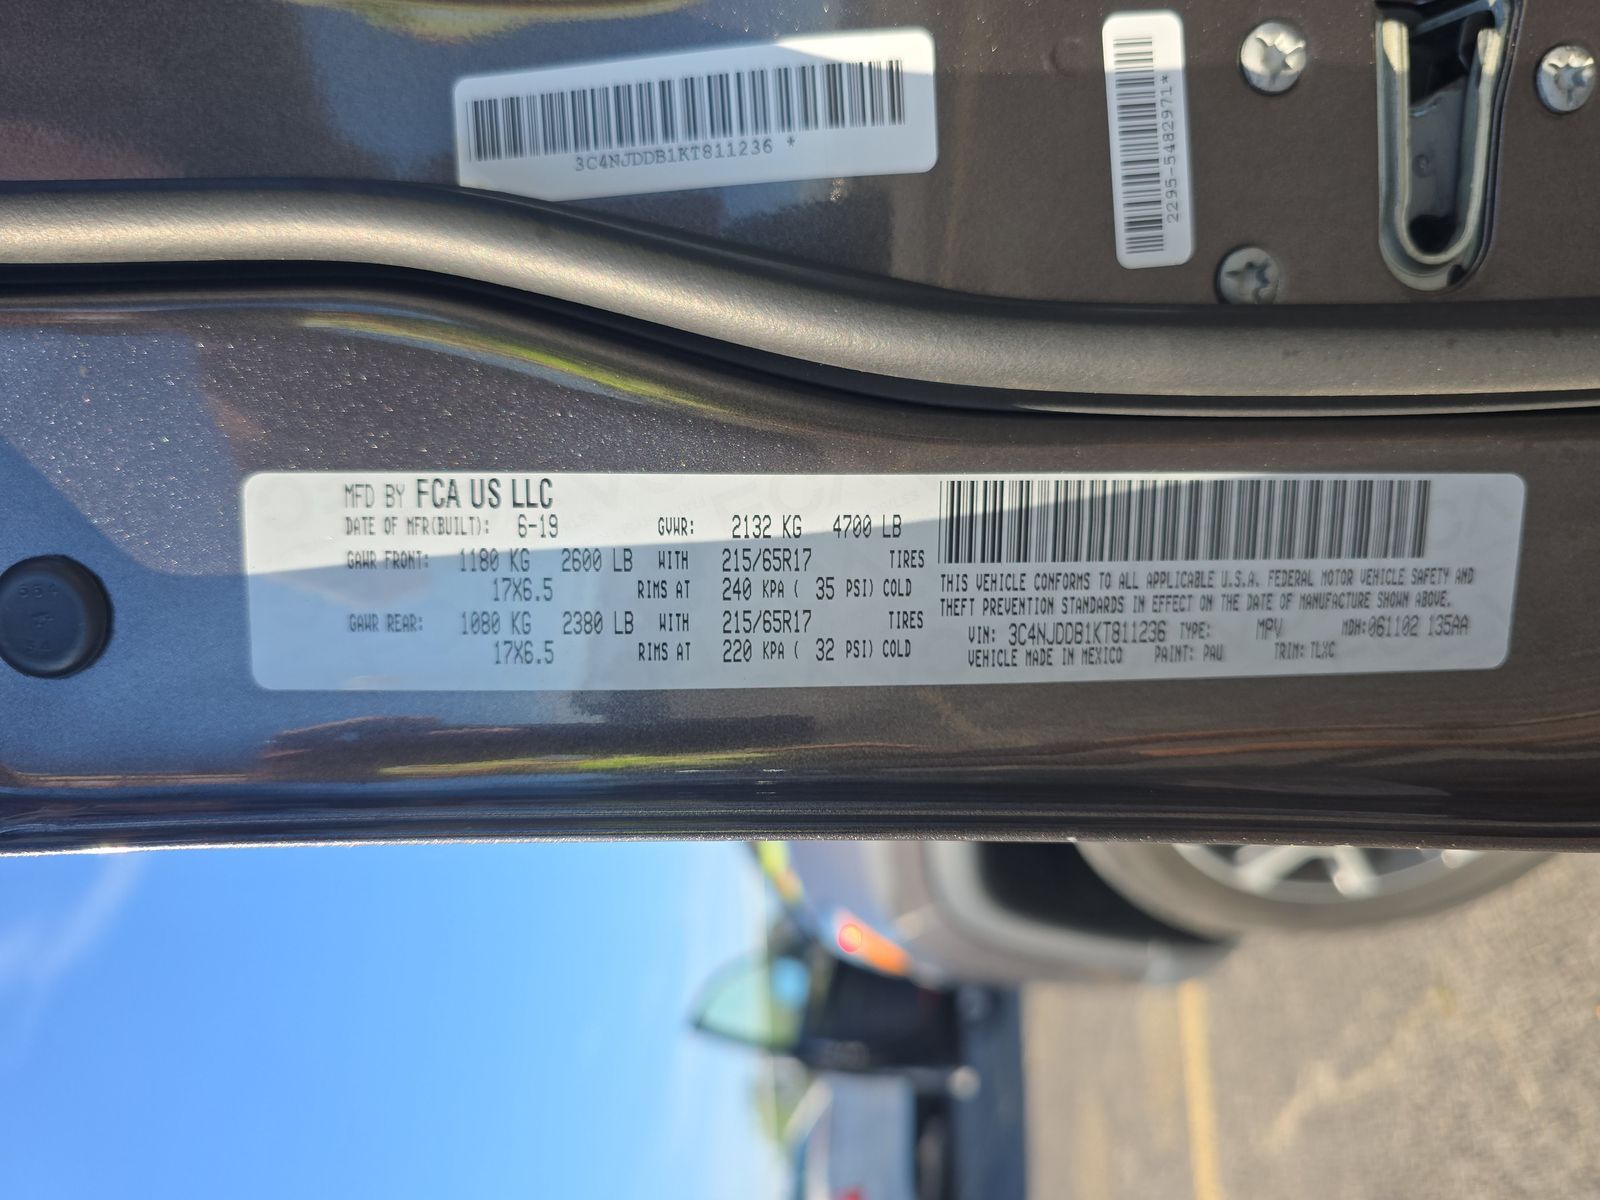 3C4NJDDB1KT811236 *
2295-5482971*
MFD BY FCA US LLC
DATE OF MFR(BUILT): 6-19 GVWR: 2132 KG 4700 LB
GAWR FRONT: 1180 KG 2600 LB WITH 215/65R17 TIRES
17X6.5 RIMS AT 240 KPA ( 35 PSI) COLD
GAWR REAR: 1080 KG 2380 LB WITH 215/65R17 TIRES
17X6.5 RIMS AT 220 KPA ( 32 PSI) COLD
THIS VEHICLE CONFORMS TO ALL APPLICABLE U.S.A. FEDERAL MOTOR VEHICLE SAFETY AND
THEFT PREVENTION STANDARDS IN EFFECT ON THE DATE OF MANUFACTURE SHOWN ABOVE.
VIN: 3C4NJDDB1KT811236 TYPE: MPV MDH:061102 135AA
VEHICLE MADE IN MEXICO PAINT: PAU TRIM: TLXC